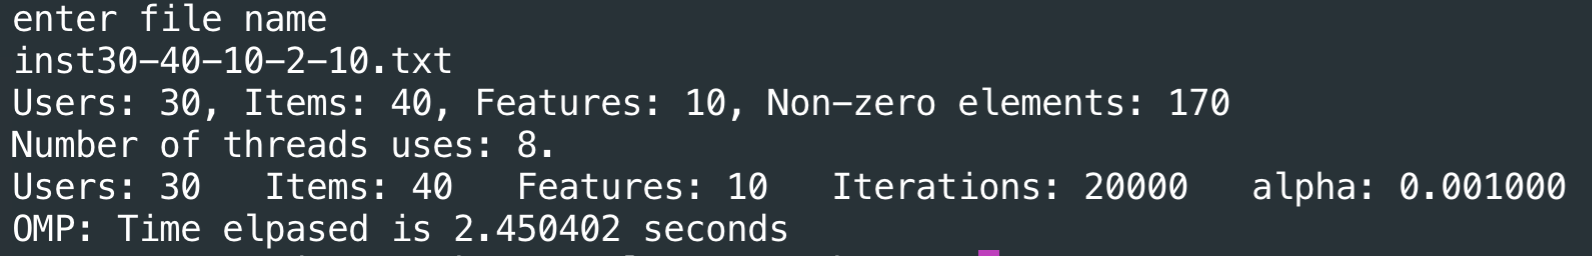 enter file name
inst30-40-10-2-10.txt
Users: 30, Items: 40, Features: 10, Non-zero elements: 170
Number of threads uses: 8.
Users: 30   Items: 40   Features: 10   Iterations: 20000   alpha: 0.001000
OMP: Time elpased is 2.450402 seconds